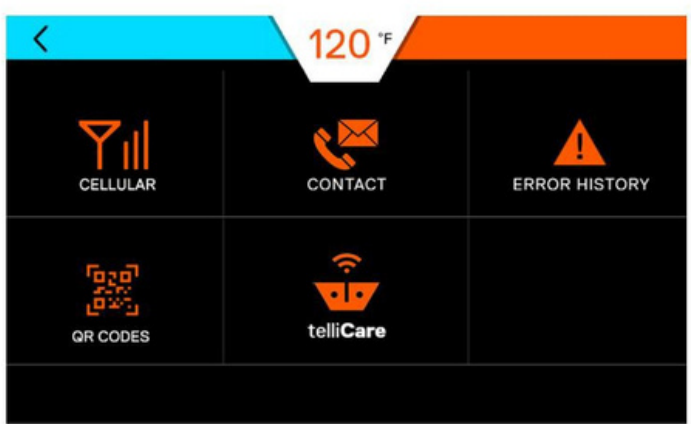 120 °F
CELLULAR
CONTACT
ERROR HISTORY
QR CODES
telliCare